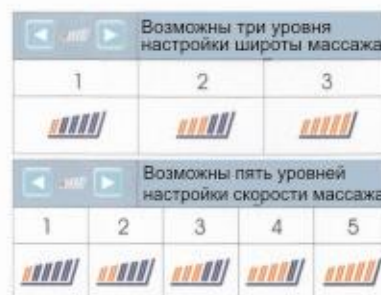 Возможны три уровня
настройки широты массажа
1 2 3
Возможны пять уровней
настройки скорости массажа
1 2 3 4 5